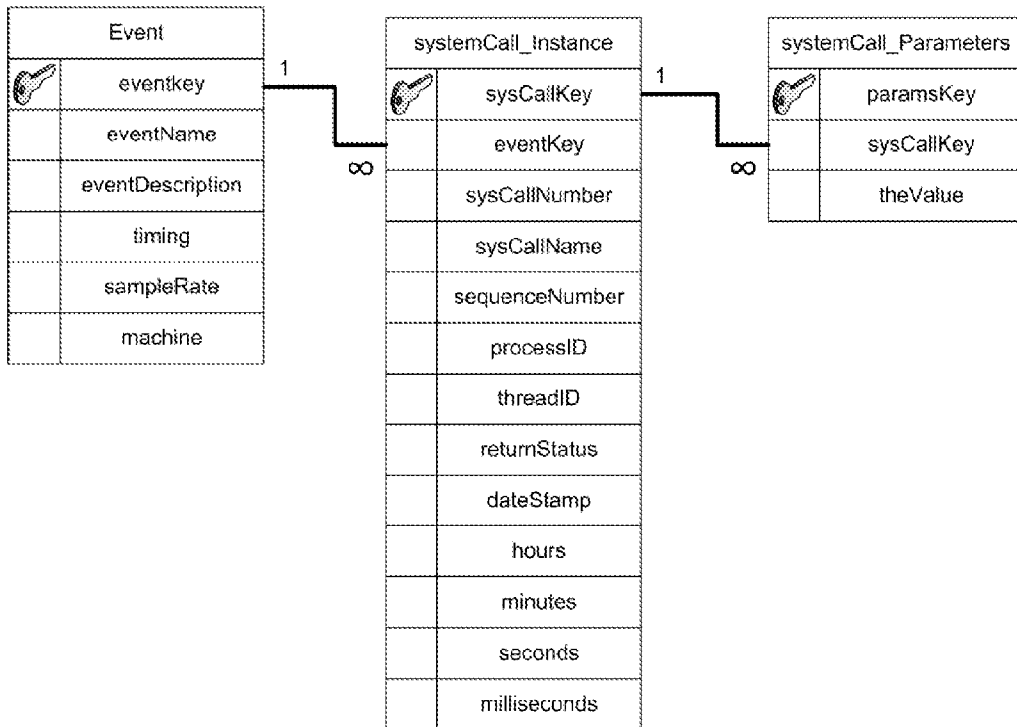 Event
eventkey
eventName
eventDescription
timing
sampleRate
machine
1
∞
systemCall_Instance
sysCallKey
eventKey
sysCallNumber
sysCallName
sequenceNumber
processID
threadID
returnStatus
dateStamp
hours
minutes
seconds
milliseconds
1
∞
systemCall_Parameters
paramsKey
sysCallKey
theValue